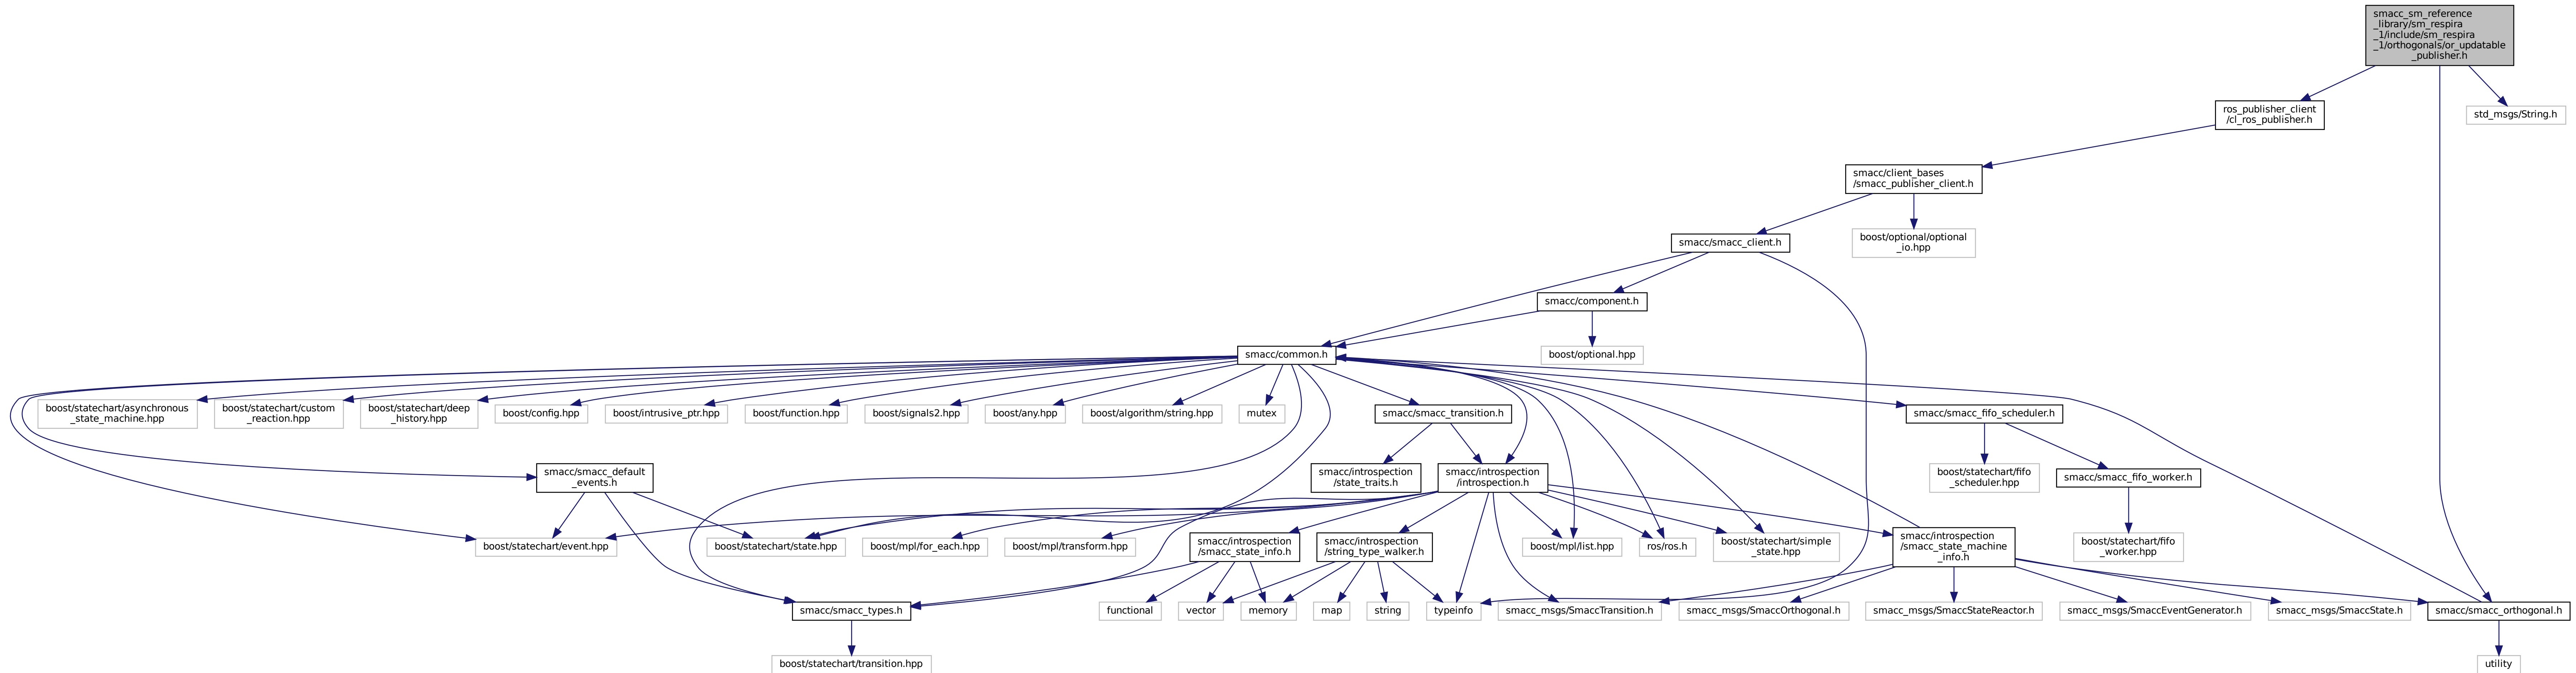 smacc_sm_reference
_library/sm_respira
_1/include/sm_respira
_1/orthogonals/or_updatable
_publisher.h
ros_publisher_client
/cl_ros_publisher.h
std_msgs/String.h
smacc/client_bases
/smacc_publisher_client.h
smacc/smacc_client.h
boost/optional/optional
_io.hpp
smacc/component.h
smacc/common.h
boost/optional.hpp
boost/statechart/asynchronous
_state_machine.hpp
boost/statechart/custom
_reaction.hpp
boost/statechart/deep
_history.hpp
boost/config.hpp
boost/intrusive_ptr.hpp
boost/function.hpp
boost/signals2.hpp
boost/any.hpp
boost/algorithm/string.hpp
mutex
smacc/smacc_transition.h
smacc/smacc_fifo_scheduler.h
smacc/smacc_default
_events.h
smacc/introspection
/state_traits.h
smacc/introspection
/introspection.h
boost/statechart/fifo
_scheduler.hpp
smacc/smacc_fifo_worker.h
boost/statechart/event.hpp
boost/statechart/state.hpp
boost/mpl/for_each.hpp
boost/mpl/transform.hpp
smacc/introspection
/smacc_state_info.h
smacc/introspection
/string_type_walker.h
boost/mpl/list.hpp
ros/ros.h
boost/statechart/simple
_state.hpp
smacc/introspection
/smacc_state_machine
_info.h
boost/statechart/fifo
_worker.hpp
smacc/smacc_types.h
functional
vector
memory
map
string
typeinfo
smacc_msgs/SmaccTransition.h
smacc_msgs/SmaccOrthogonal.h
smacc_msgs/SmaccStateReactor.h
smacc_msgs/SmaccEventGenerator.h
smacc_msgs/SmaccState.h
smacc/smacc_orthogonal.h
boost/statechart/transition.hpp
utility